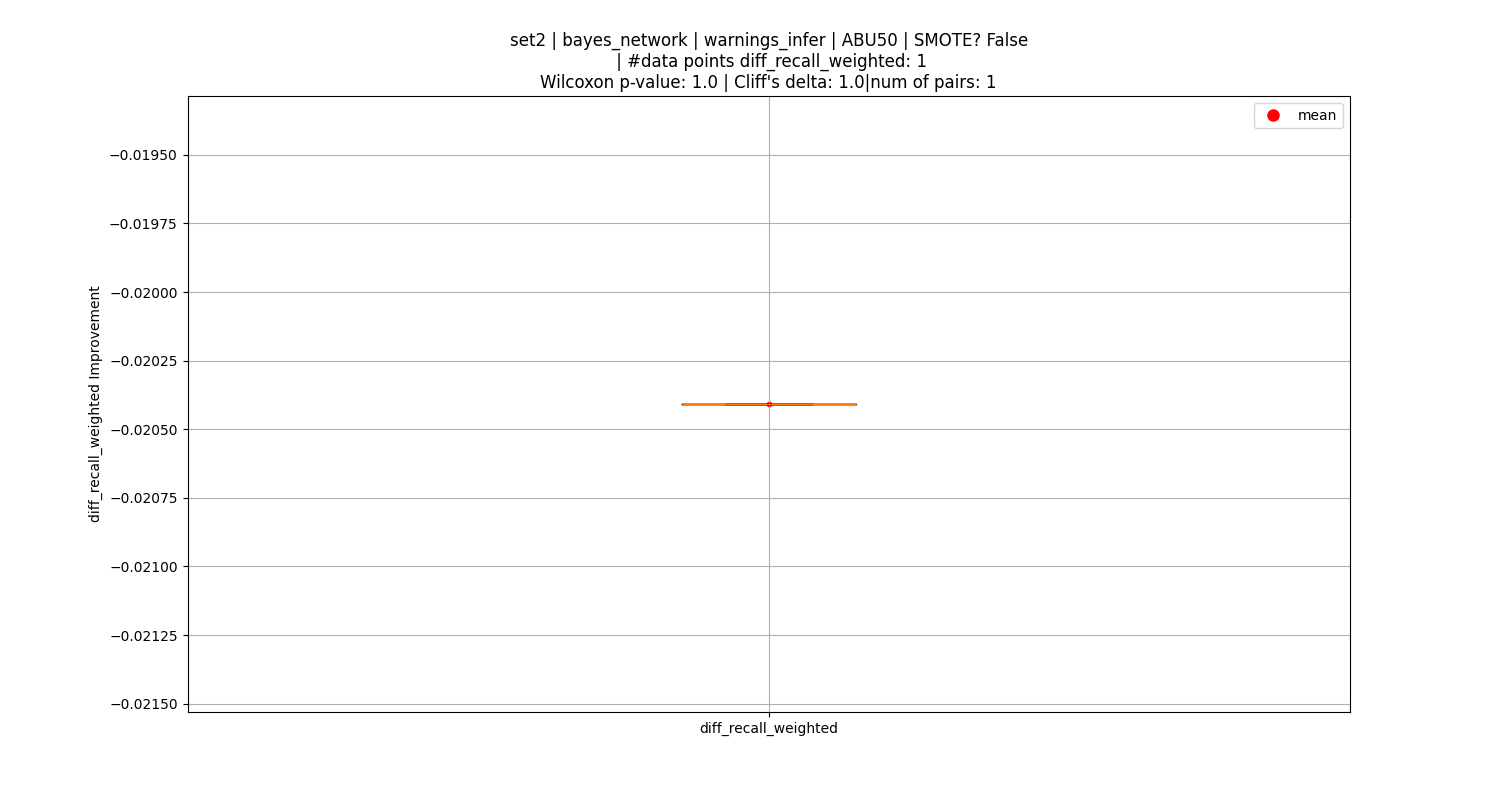 set2 | bayes_network | warnings_infer | ABU50 | SMOTE? False
| #data points diff_recall_weighted: 1
Wilcoxon p-value: 1.0 | Cliff's delta: 1.0|num of pairs: 1
mean
−0.01950
−0.01975
−0.02000
−0.02025
−0.02050
−0.02075
−0.02100
−0.02125
−0.02150
diff_recall_weighted Improvement
diff_recall_weighted